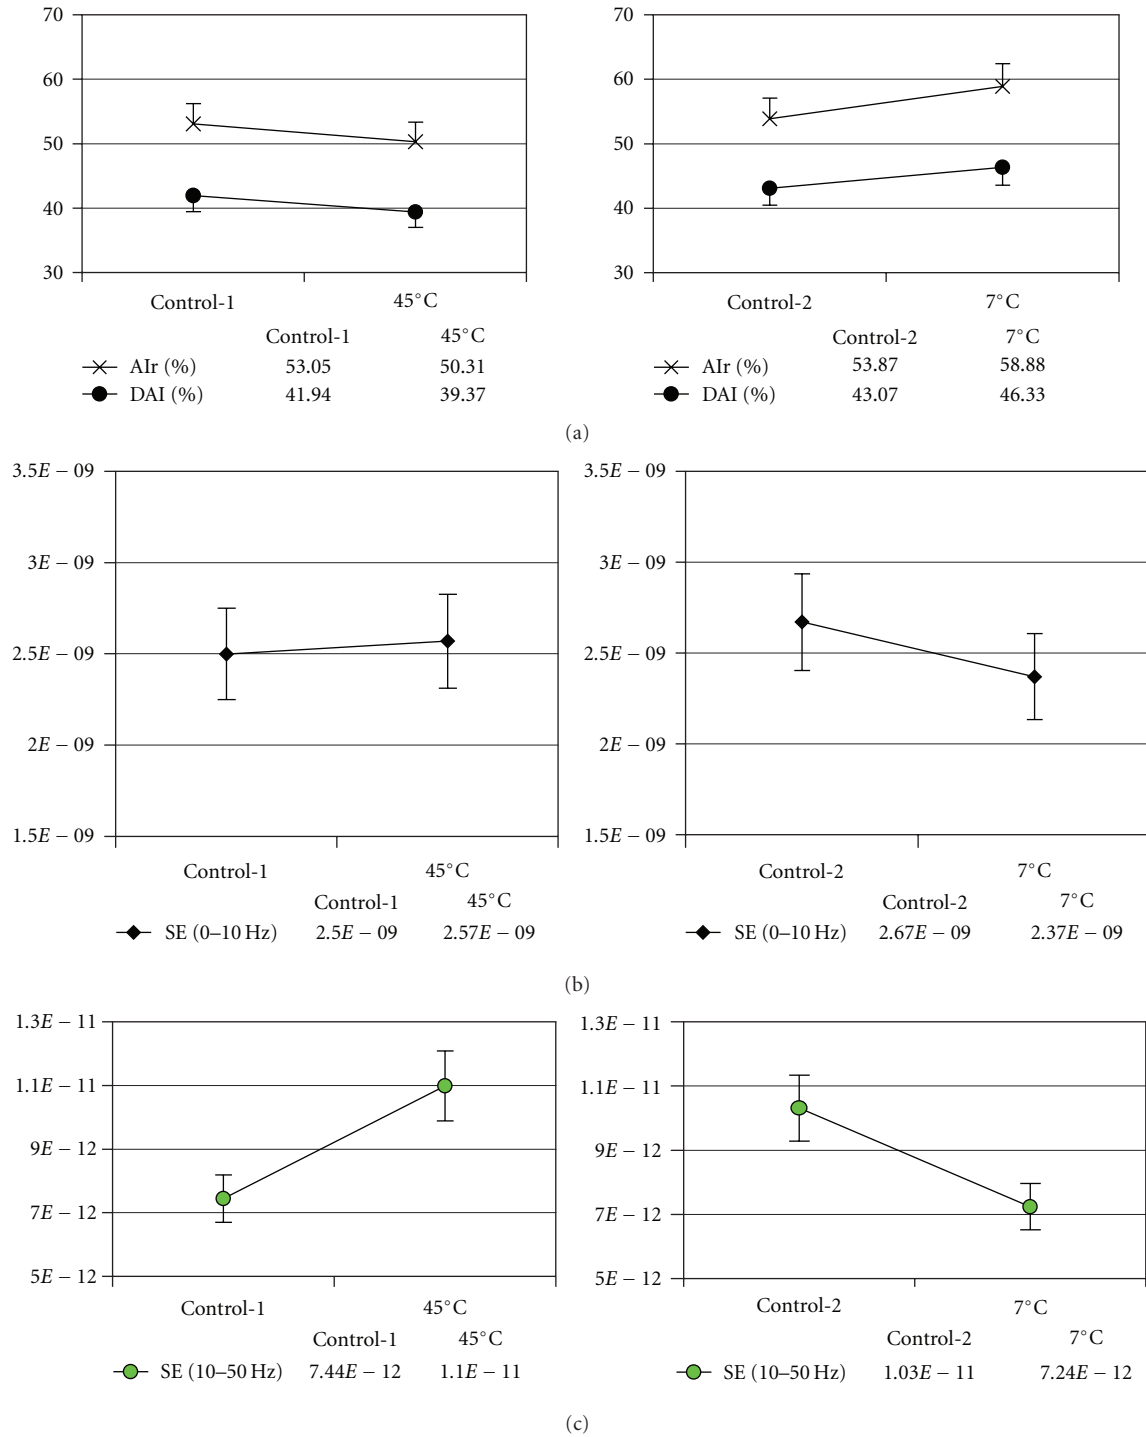 70
60
50
40
30
Control-1 45°C
Control-1 45°C
AIr (%) 53.05 50.31
DAI (%) 41.94 39.37
70
60
50
40
30
Control-2 7°C
Control-2 7°C
AIr (%) 53.87 58.88
DAI (%) 43.07 46.33
(a)
3.5E − 09
3E − 09
2.5E − 09
2E − 09
1.5E − 09
Control-1 45°C
Control-1 45°C
SE (0–10 Hz) 2.5E − 09 2.57E − 09
3.5E − 09
3E − 09
2.5E − 09
2E − 09
1.5E − 09
Control-2 7°C
Control-2 7°C
SE (0–10 Hz) 2.67E − 09 2.37E − 09
(b)
1.3E − 11
1.1E − 11
9E − 12
7E − 12
5E − 12
Control-1 45°C
Control-1 45°C
SE (10–50 Hz) 7.44E − 12 1.1E − 11
1.3E − 11
1.1E − 11
9E − 12
7E − 12
5E − 12
Control-2 7°C
Control-2 7°C
SE (10–50 Hz) 1.03E − 11 7.24E − 12
(c)